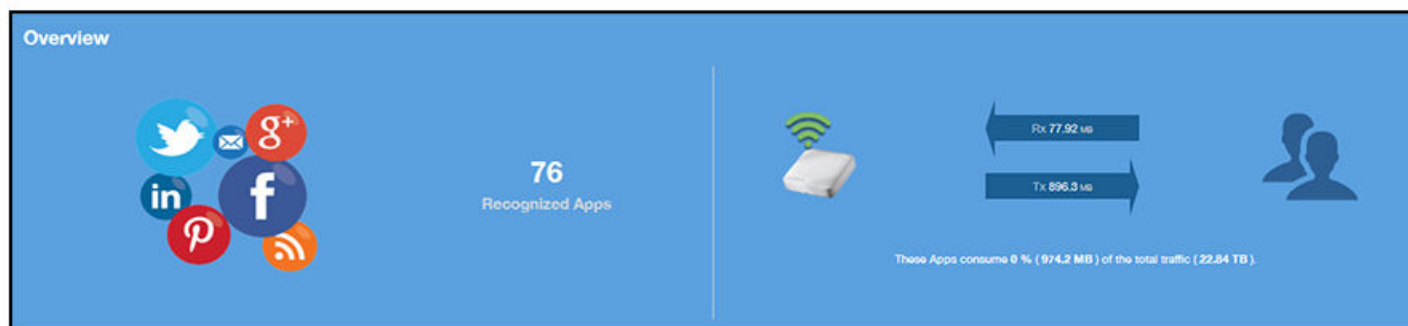 Overview
in
g+
f
76
Recognized Apps
Rx 77.92 MB
Tx 896.3 MB
These Apps consume 0 % ( 974.2 MB ) of the total traffic ( 22.84 TB ).